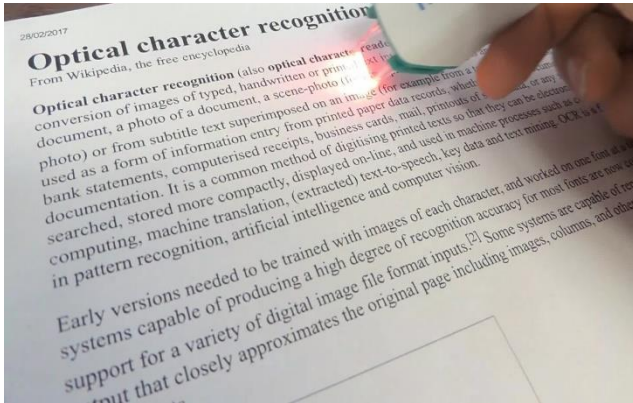 28/02/2017
Optical character recognition
From Wikipedia, the free encyclopedia
Optical character recognition (also optical character
conversion of images of typed, handwritten or
document, a photo of a document, a scene-photo
photo) or from subtitle text superimposed on an image (for example from a
used as a form of information entry from printed paper data records,
bank statements, computerised receipts, business cards, mail, printouts of or any
documentation. It is a common method of digitising printed texts so that they can be
searched, stored more compactly, displayed on-line, and used in machine processes such as
computing, machine translation, (extracted) text-to-speech, key data and text mining. OCR is a
in pattern recognition, artificial intelligence and computer vision.
Early versions needed to be trained with images of each character, and worked on one font at a
systems capable of producing a high degree of recognition accuracy for most fonts are now
support for a variety of digital image file format inputs.[2] Some systems are capable of
that closely approximates the original page including images, columns, and